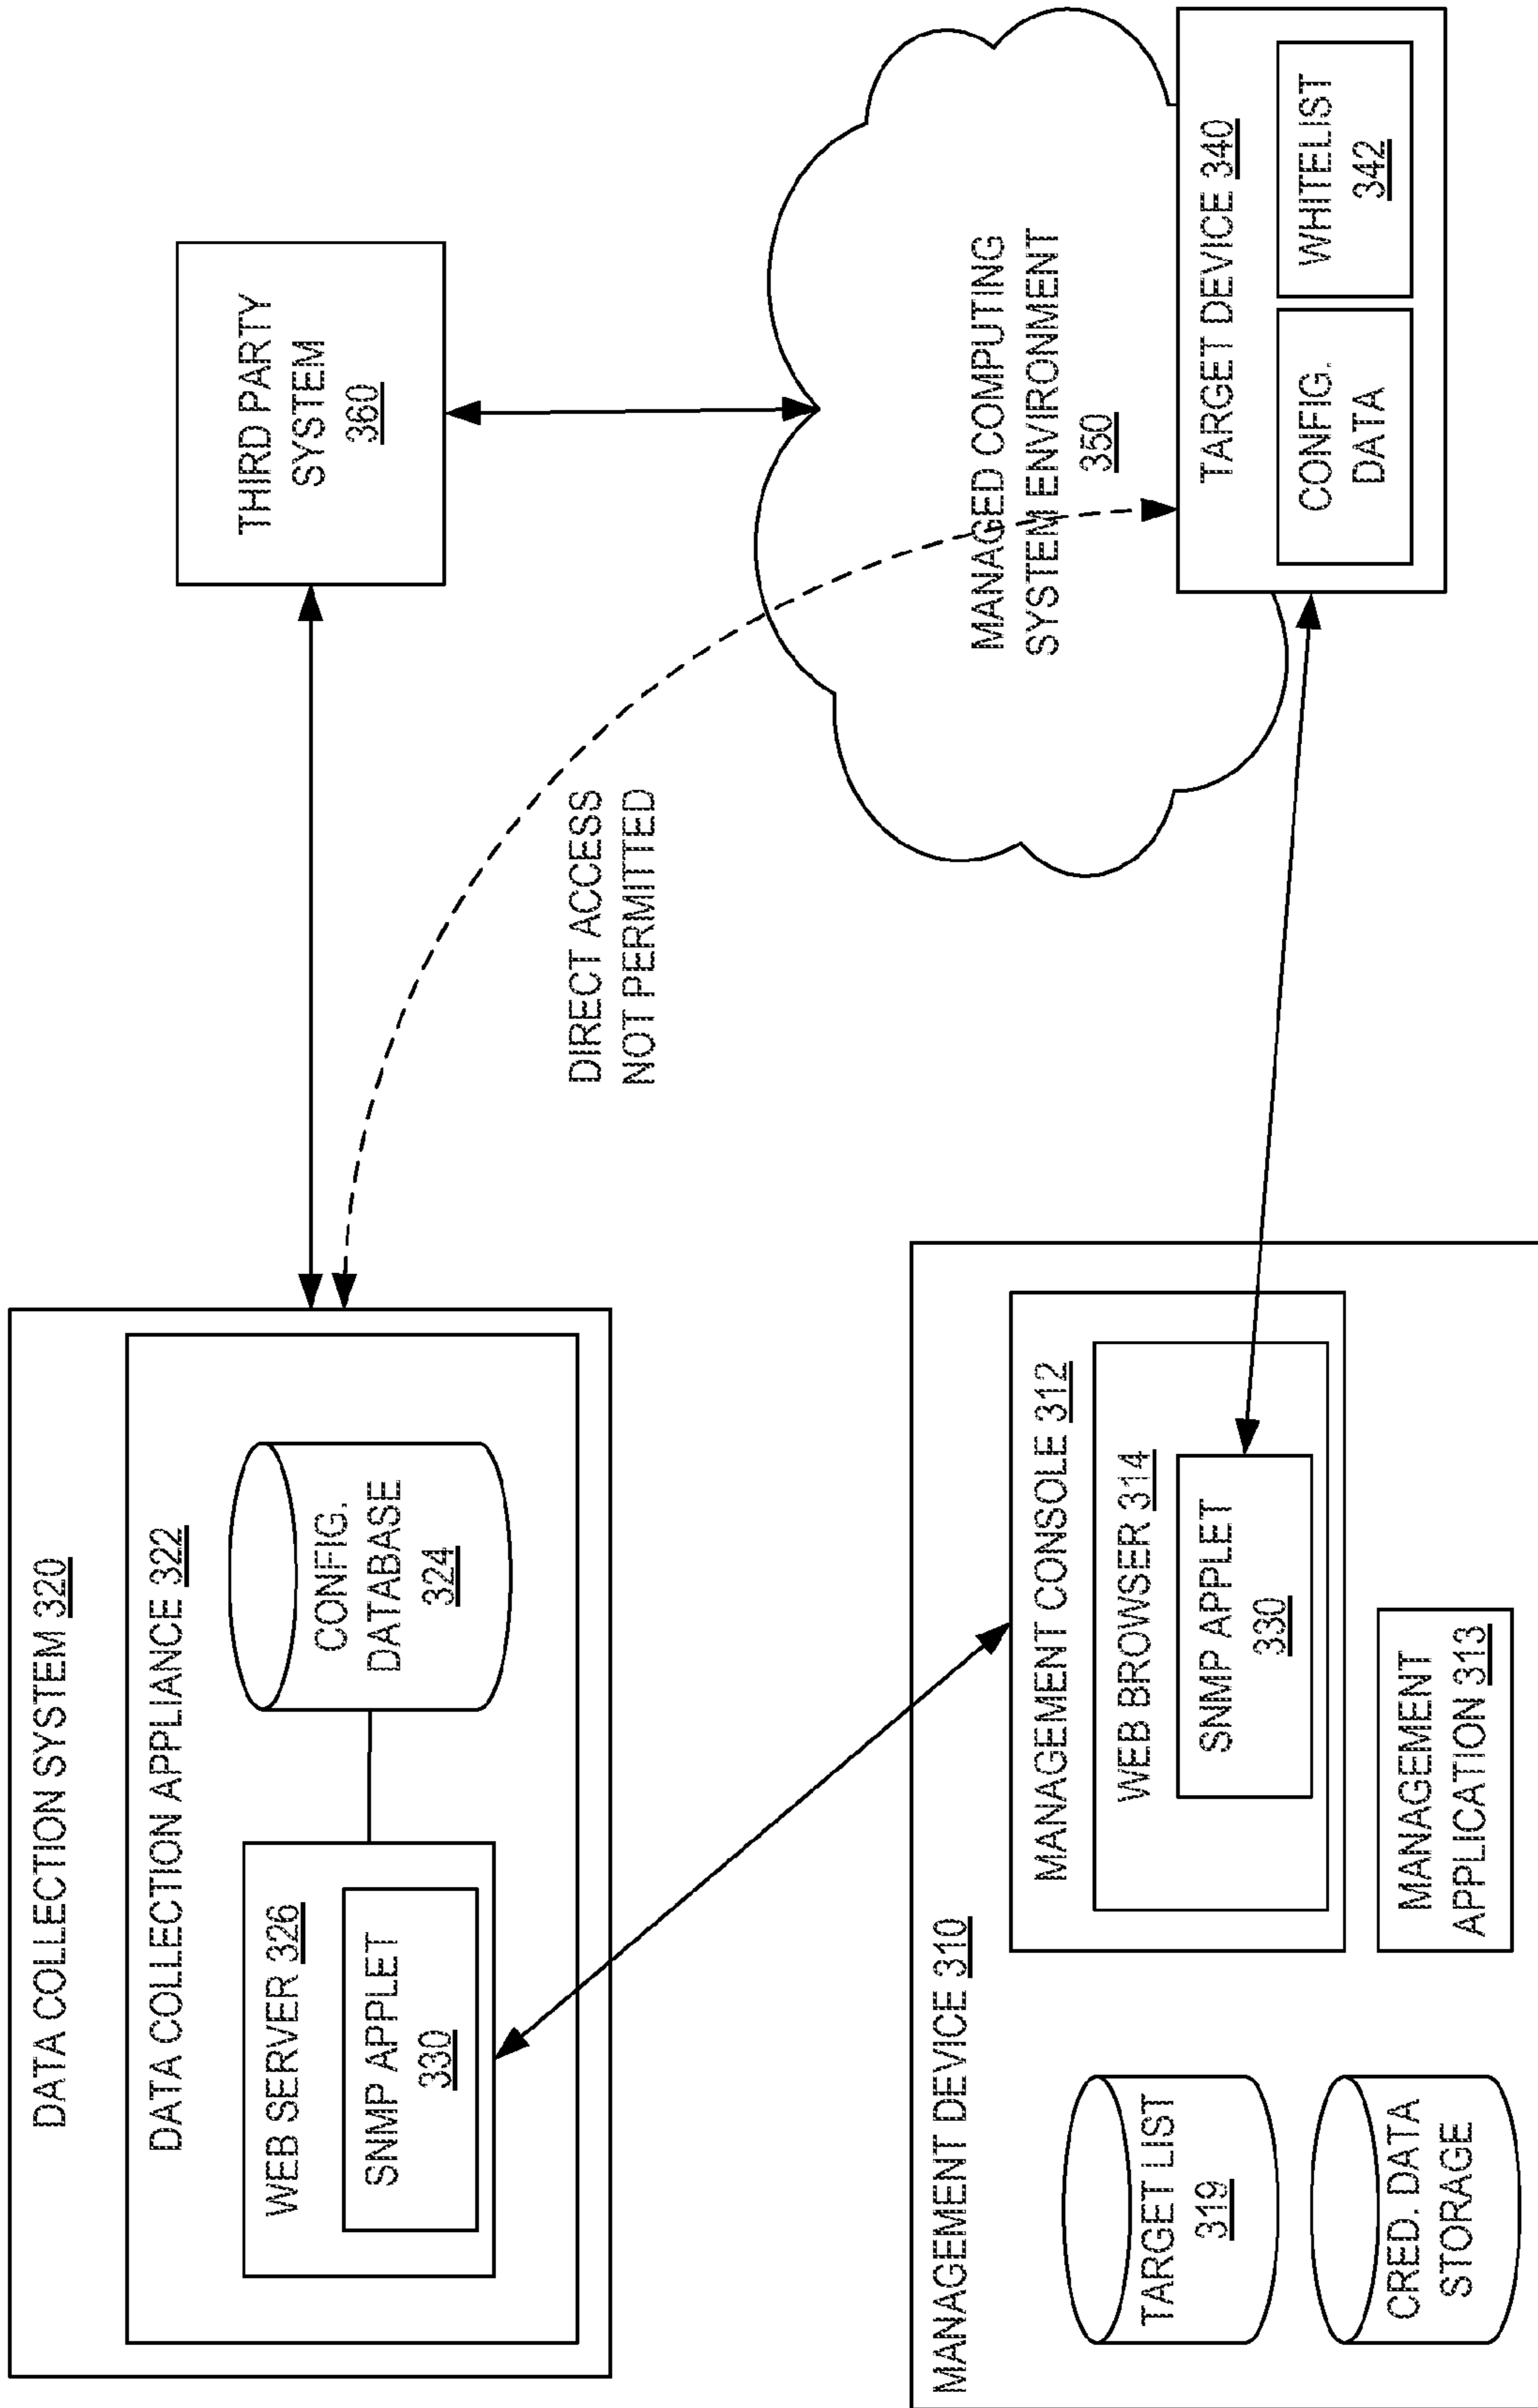 DATA COLLECTION SYSTEM 320
DATA COLLECTION APPLIANCE 322
WEB SERVER 326
SNMP APPLET
330
CONFIG.
DATABASE
324
THIRD PARTY
SYSTEM
360
DIRECT ACCESS
NOT PERMITTED
MANAGED COMPUTING
SYSTEM ENVIRONMENT
350
MANAGEMENT DEVICE 310
TARGET LIST
319
CRED. DATA
STORAGE
MANAGEMENT CONSOLE 312
WEB BROWSER 314
SNMP APPLET
330
MANAGEMENT
APPLICATION 313
TARGET DEVICE 340
CONFIG.
DATA
WHITELIST
342